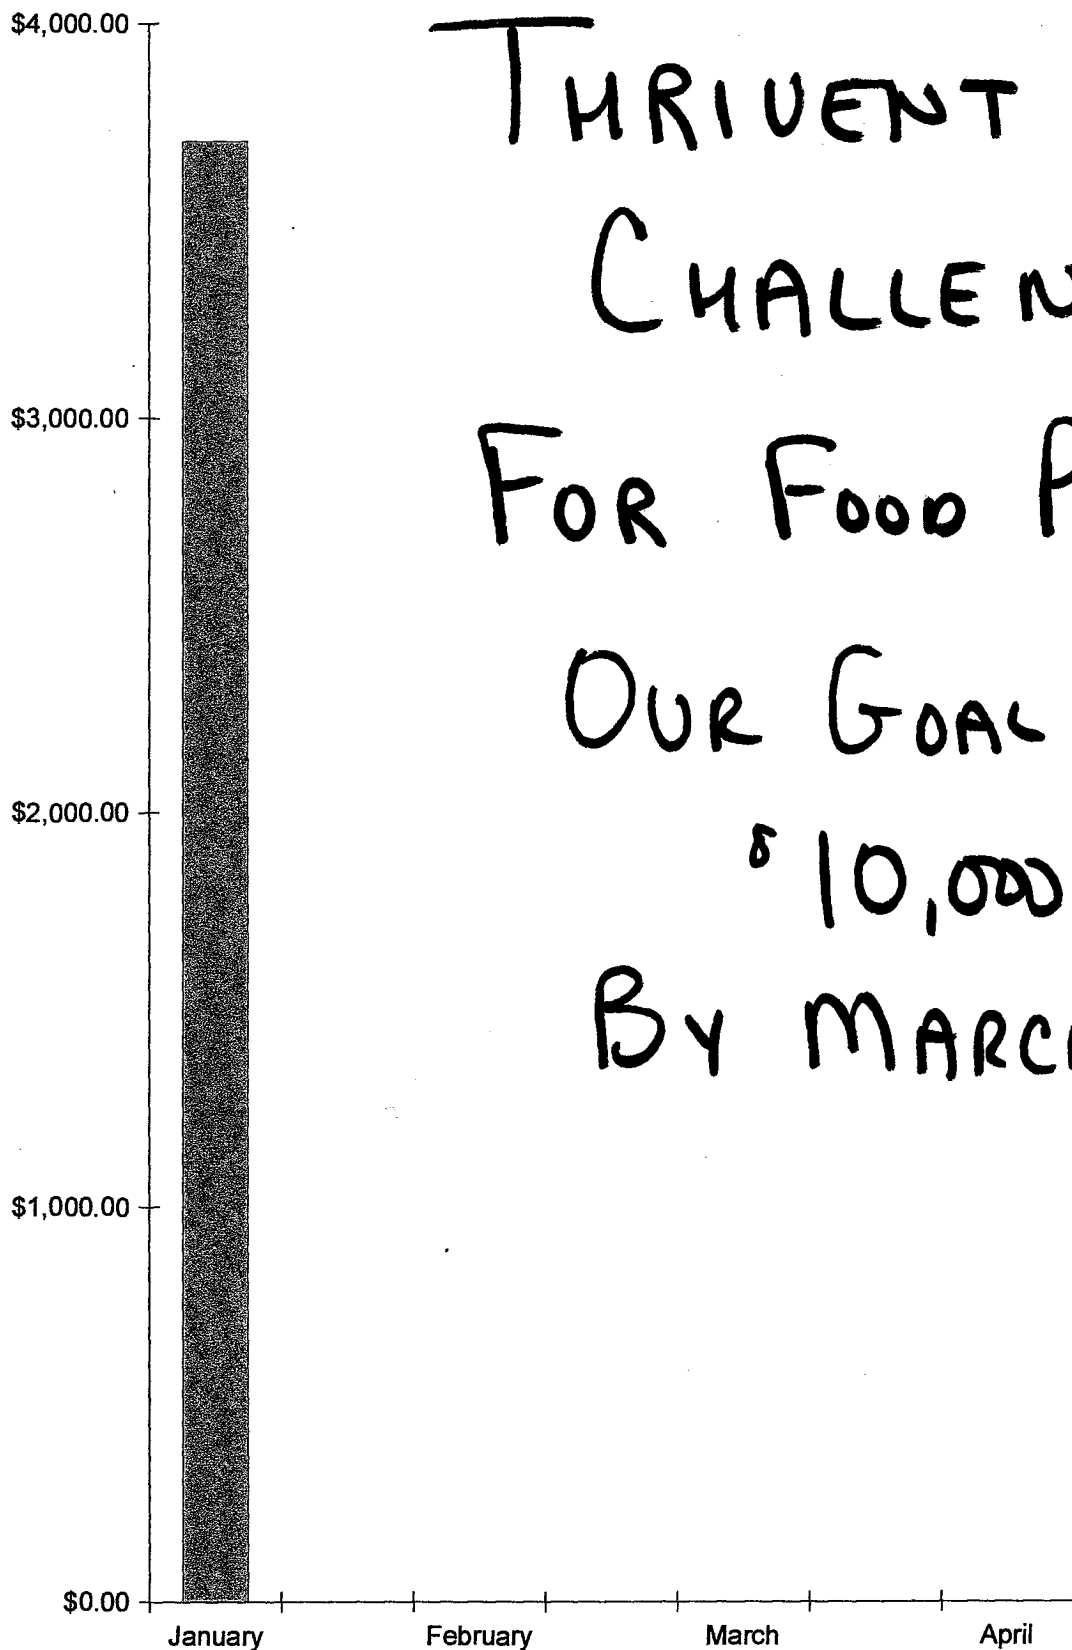 $4,000.00
THRIVENT
CHALLEN
$3,000.00
FOR FOOD P
OUR GOAL
$2,000.00
$10,000
BY MARCH
$1,000.00
$0.00
January February March April